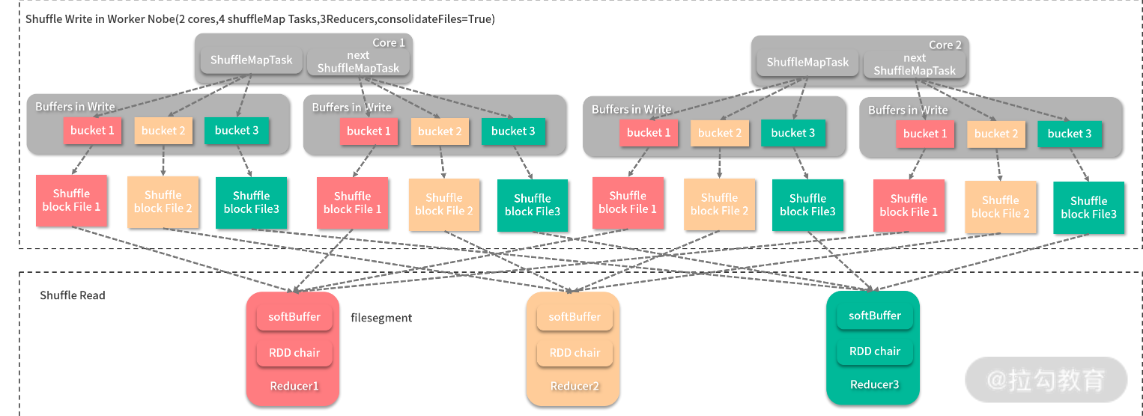 Shuffle Write in Worker Nobe(2 cores,4 shuffleMap Tasks,3Reducers,consolidateFiles=True)
Core 1
ShuffleMapTask
next
ShuffleMapTask
Core 2
ShuffleMapTask
next
ShuffleMapTask
Buffers in Write
bucket 1
bucket 2
bucket 3
Buffers in Write
bucket 1
bucket 2
bucket 3
Buffers in Write
bucket 1
bucket 2
bucket 3
Buffers in Write
bucket 1
bucket 2
bucket 3
Shuffle
block File 1
Shuffle
block File 2
Shuffle
block File3
Shuffle
block File 1
Shuffle
block File 2
Shuffle
block File3
Shuffle
block File 1
Shuffle
block File 2
Shuffle
block File3
Shuffle
block File 1
Shuffle
block File 2
Shuffle
block File3
Shuffle Read
softBuffer
RDD chair
Reducer1
filesegment
softBuffer
RDD chair
Reducer2
softBuffer
RDD chair
Reducer3
@拉勾教育